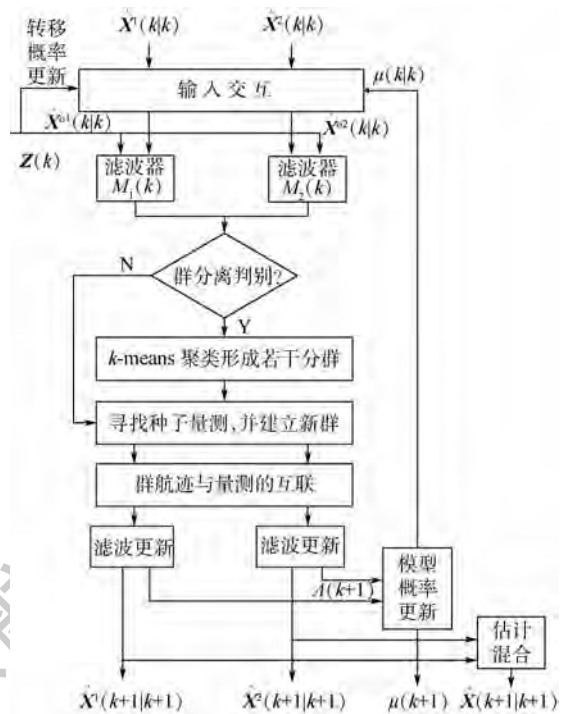 转移
概率
更新
X̂¹(k|k)
X̂²(k|k)
μ(k|k)
输入交互
X̂ᵒ¹(k|k)
X̂ᵒ²(k|k)
Z(k)
滤波器
M₁(k)
滤波器
M₂(k)
群分离判别?
N
Y
k-means 聚类形成若干分群
寻找种子量测,并建立新群
群航迹与量测的互联
滤波更新
滤波更新
模型
概率
更新
Λ(k+1)
估计
混合
X̂¹(k+1|k+1)
X̂²(k+1|k+1)
μ(k+1)
X̂(k+1|k+1)